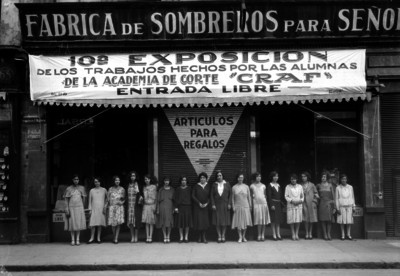 FABRICA DE SOMBREROS PARA SEÑO
10ª EXPOSICION
DE LOS TRABAJOS HECHOS POR LAS ALUMNAS
DE LA ACADEMIA DE CORTE "CRAF"
ENTRADA LIBRE
ARTICULOS
PARA
REGALOS